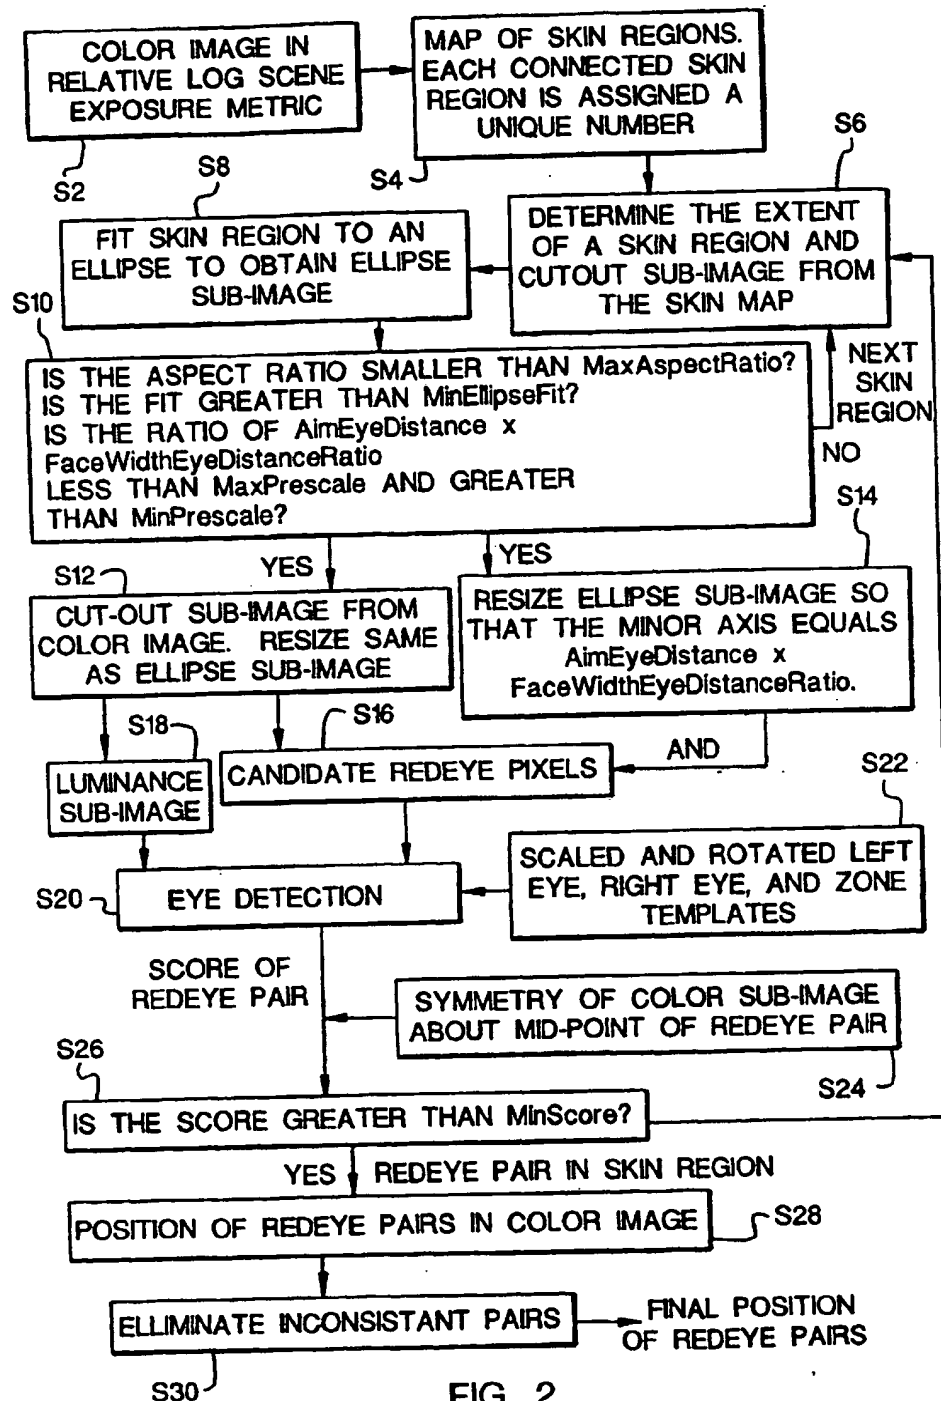 COLOR IMAGE IN
RELATIVE LOG SCENE
EXPOSURE METRIC
S2
MAP OF SKIN REGIONS.
EACH CONNECTED SKIN
REGION IS ASSIGNED A
UNIQUE NUMBER
S4
S6
DETERMINE THE EXTENT
OF A SKIN REGION AND
CUTOUT SUB-IMAGE FROM
THE SKIN MAP
S8
FIT SKIN REGION TO AN
ELLIPSE TO OBTAIN ELLIPSE
SUB-IMAGE
S10
IS THE ASPECT RATIO SMALLER THAN MaxAspectRatio?
IS THE FIT GREATER THAN MinEllipseFit?
IS THE RATIO OF AimEyeDistance x
FaceWidthEyeDistanceRatio
LESS THAN MaxPrescale AND GREATER
THAN MinPrescale?
NEXT
SKIN
REGION
NO
YES
YES
S12
CUT-OUT SUB-IMAGE FROM
COLOR IMAGE. RESIZE SAME
AS ELLIPSE SUB-IMAGE
S14
RESIZE ELLIPSE SUB-IMAGE SO
THAT THE MINOR AXIS EQUALS
AimEyeDistance x
FaceWidthEyeDistanceRatio.
S18
LUMINANCE
SUB-IMAGE
S16
CANDIDATE REDEYE PIXELS
AND
S22
SCALED AND ROTATED LEFT
EYE, RIGHT EYE, AND ZONE
TEMPLATES
S20
EYE DETECTION
SCORE OF
REDEYE PAIR
SYMMETRY OF COLOR SUB-IMAGE
ABOUT MID-POINT OF REDEYE PAIR
S24
S26
IS THE SCORE GREATER THAN MinScore?
YES
REDEYE PAIR IN SKIN REGION
POSITION OF REDEYE PAIRS IN COLOR IMAGE
S28
ELLIMINATE INCONSISTANT PAIRS
S30
FINAL POSITION
OF REDEYE PAIRS
FIG. 2